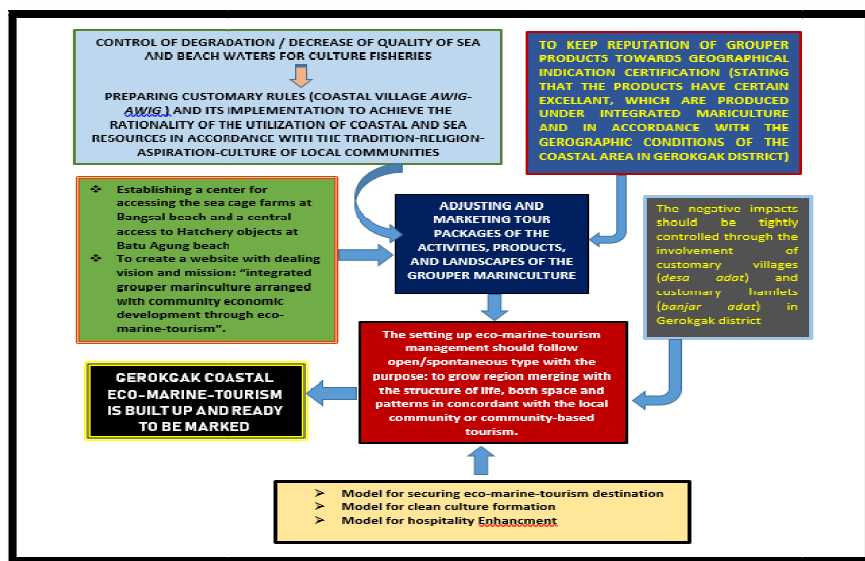 CONTROL OF DEGRADATION / DECREASE OF QUALITY OF SEA
AND BEACH WATERS FOR CULTURE FISHERIES
PREPARING CUSTOMARY RULES (COASTAL VILLAGE AWIG-
AWIG ) AND ITS IMPLEMENTATION TO ACHIEVE THE
RATIONALITY OF THE UTILIZATION OF COASTAL AND SEA
RESOURCES IN ACCORDANCE WITH THE TRADITION-RELIGION-
ASPIRATION-CULTURE OF LOCAL COMMUNITIES
TO KEEP REPUTATION OF GROUPER
PRODUCTS TOWARDS GEOGRAPHICAL
INDICATION CERTIFICATION (STATING
THAT THE PRODUCTS HAVE CERTAIN
EXCELLANT, WHICH ARE PRODUCED
UNDER INTEGRATED MARICULTURE
AND IN ACCORDANCE WITH THE
GEROGRAPHIC CONDITIONS OF THE
COASTAL AREA IN GEROKGAK DISTRICT)
❖ Establishing a center for
accessing the sea cage farms at
Bangsal beach and a central
access to Hatchery objects at
Batu Agung beach
❖ To create a website with dealing
vision and mission: “integrated
grouper marinculture arranged
with community economic
development through eco-
marine-tourism”.
ADJUSTING AND
MARKETING TOUR
PACKAGES OF THE
ACTIVITIES, PRODUCTS,
AND LANDSCAPES OF THE
GROUPER MARINCULTURE
The negative impacts
should be tightly
controlled through the
involvement of
customary villages
(desa adat) and
customary hamlets
(banjar adat) in
Gerokgak district
The setting up eco-marine-tourism
management should follow
open/spontaneous type with the
purpose: to grow region merging with
the structure of life, both space and
patterns in concordant with the local
community or community-based
tourism.
GEROKGAK COASTAL
ECO-MARINE-TOURISM
IS BUILT UP AND READY
TO BE MARKED
➢ Model for securing eco-marine-tourism destination
➢ Model for clean culture formation
➢ Model for hospitality Enhancment